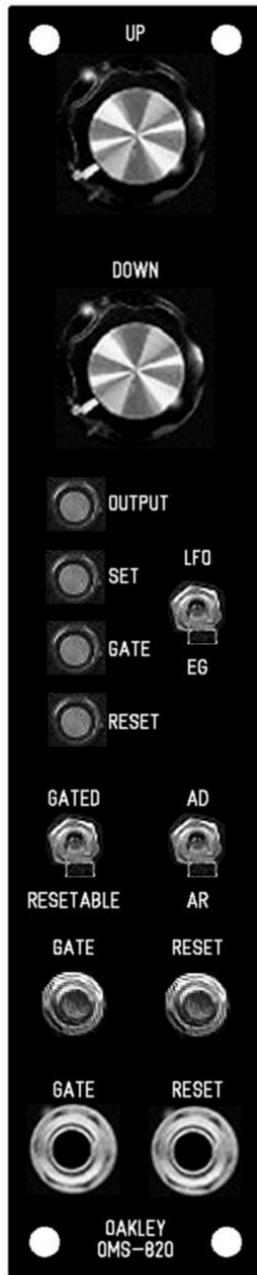 UP
DOWN
OUTPUT
SET
LFO
GATE
EG
RESET
GATED
AD
RESETABLE
AR
GATE
RESET
GATE
RESET
OAKLEY
OMS-820